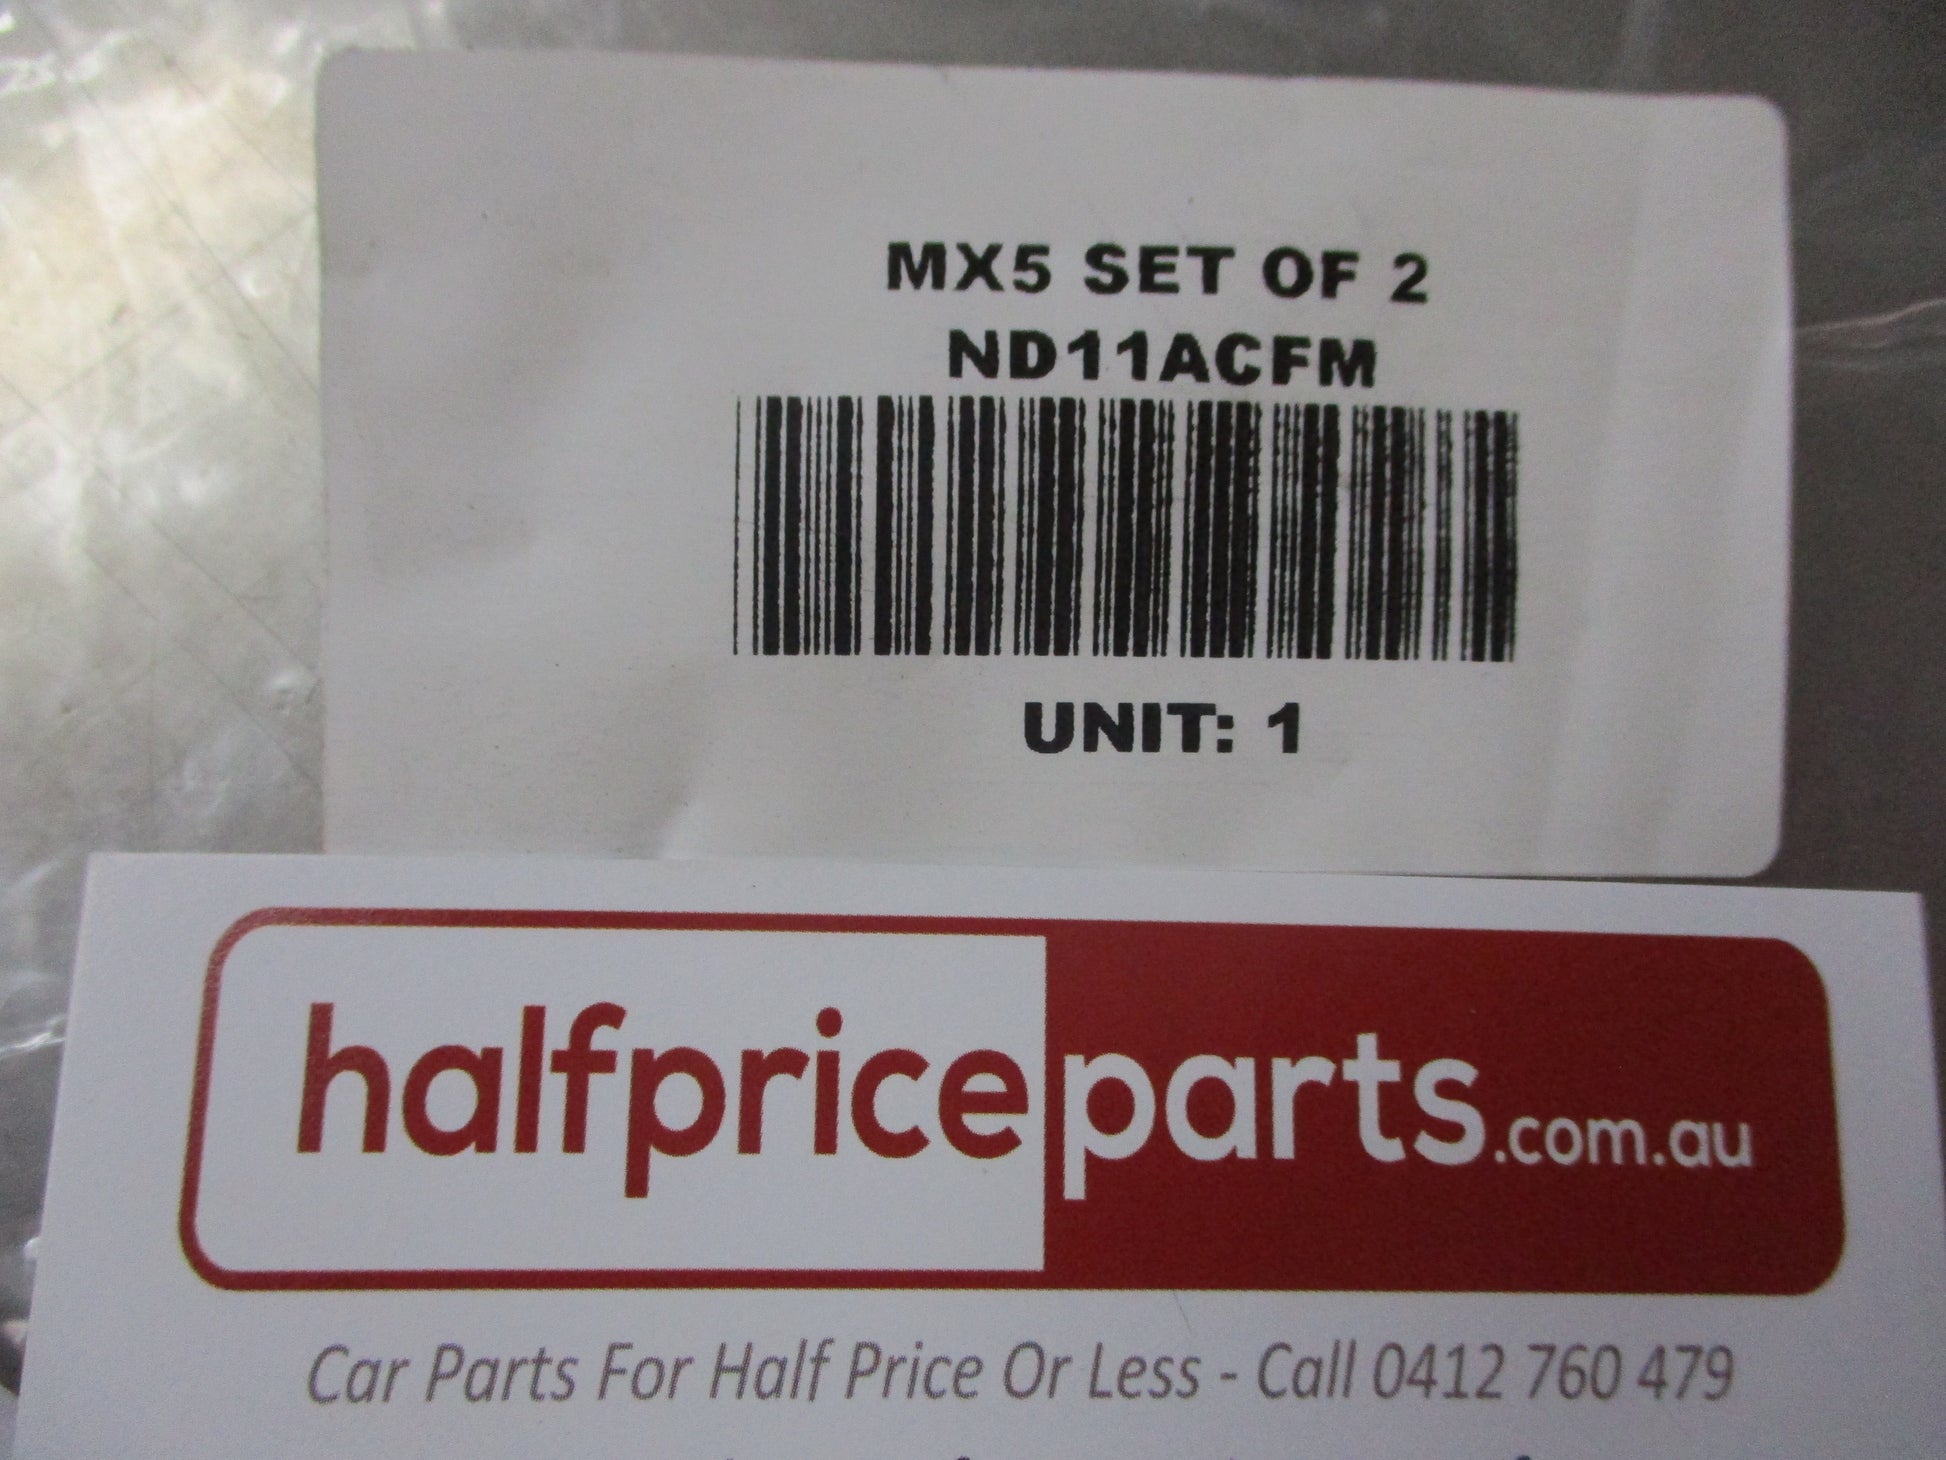 MX5 SET OF 2
ND11ACFM
UNIT: 1
halfpriceparts.com.au
Car Parts For Half Price Or Less - Call 0412 760 479